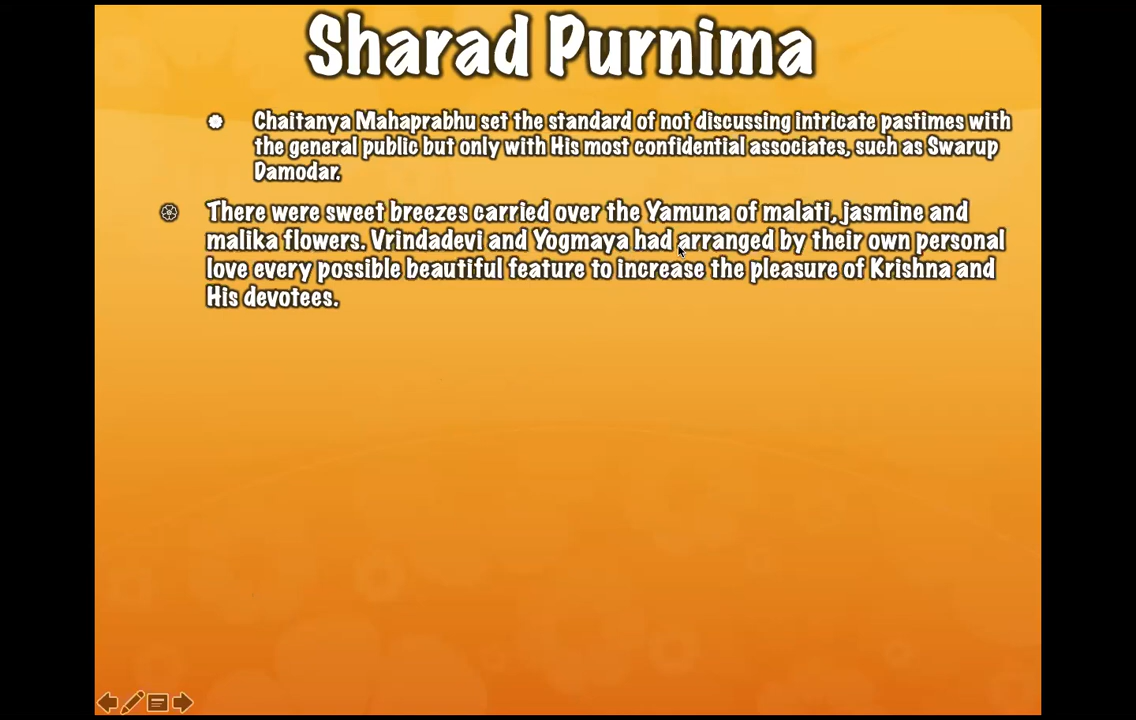 Sharad Purnima
Chaitanya Mahaprabhu set the standard of not discussing intricate pastimes with
the general public but only with His most confidential associates, such as Swarup
Damodar.
There were sweet breezes carried over the Yamuna of malati, jasmine and
malika flowers. Vrindadevi and Yogmaya had arranged by their own personal
love every possible beautiful feature to increase the pleasure of Krishna and
His devotees.